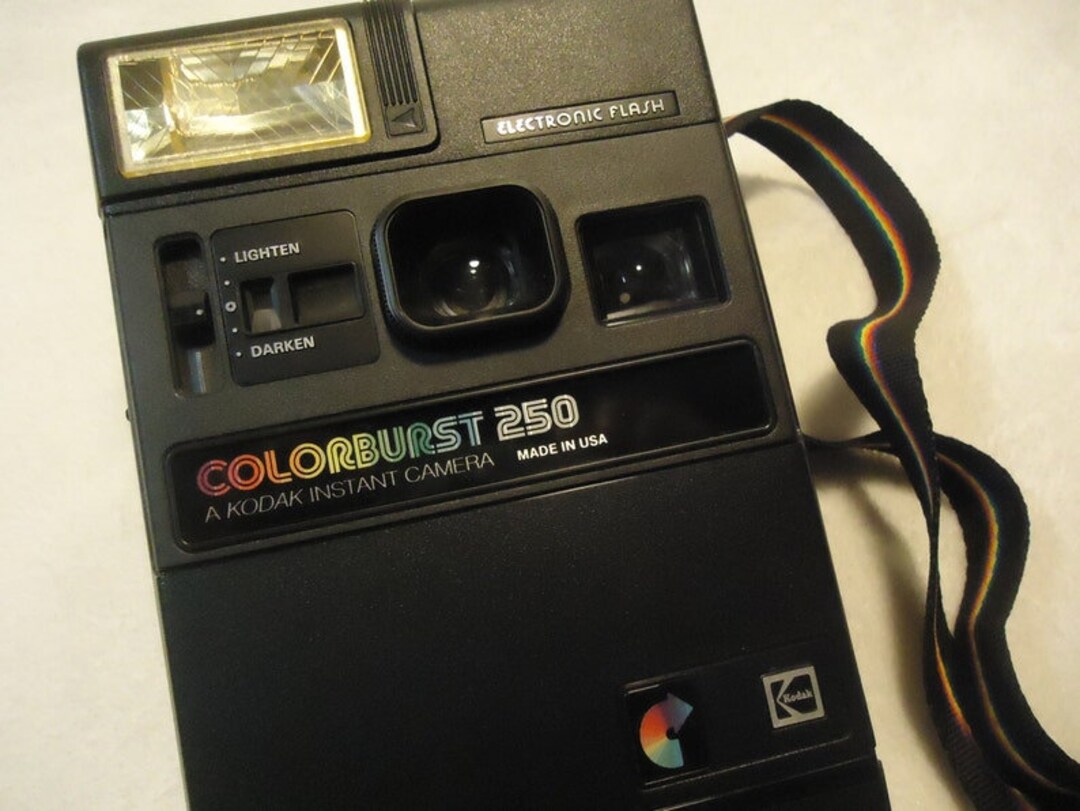 ELECTRONIC FLASH
LIGHTEN
DARKEN
COLORBURST 250
A KODAK INSTANT CAMERA MADE IN USA
Kodak